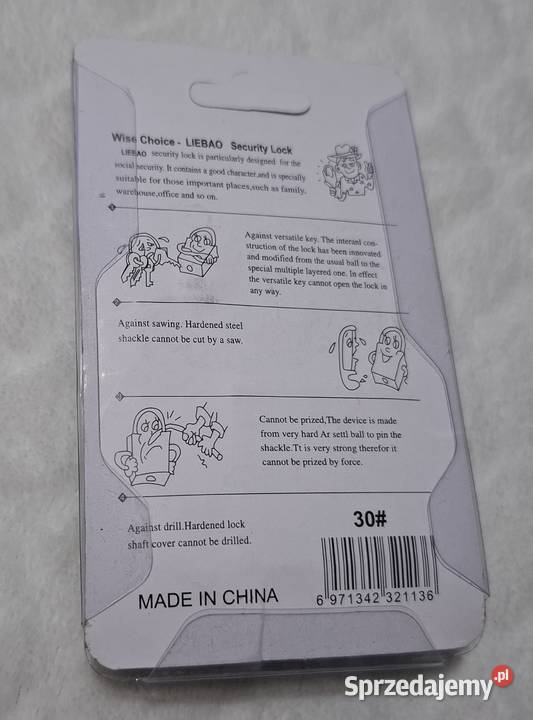 Wise Choice - LIEBAO Security Lock
LIEBAO security lock is particularly designed for the
social security. It contains a good character,and is specially
suitable for those important places,such as family,
warehouse,office and so on.
1
Against versatile key. The interanl con-
struction of the lock has been innovated
and modified from the usual ball to the
special multiple layered one. In effect
the versatile key cannot open the lock in
any way.
2
Against sawing. Hardened steel
shackle cannot be cut by a saw.
3
Cannot be prized,The device is made
from very hard Ar settl ball to pin the
shackle.Tt is very strong therefor it
cannot be prized by force.
4
Against drill.Hardened lock
shaft cover cannot be drilled.
30#
MADE IN CHINA
6 971342 321136
Sprzedajemy.pl